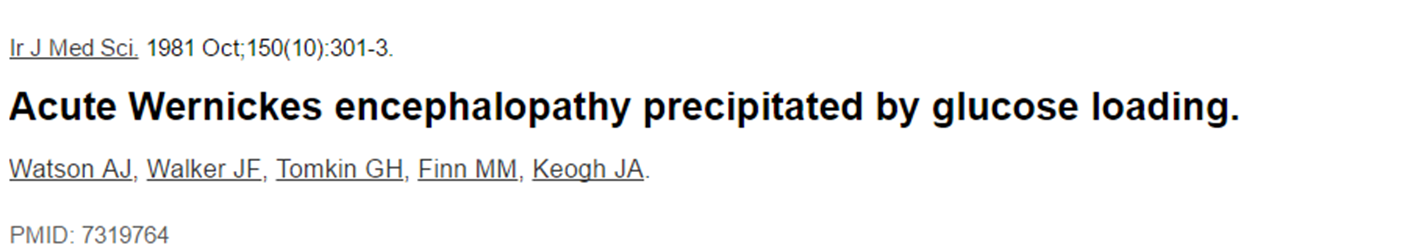 Ir J Med Sci. 1981 Oct;150(10):301-3.
Acute Wernickes encephalopathy precipitated by glucose loading.
Watson AJ, Walker JF, Tomkin GH, Finn MM, Keogh JA.
PMID: 7319764